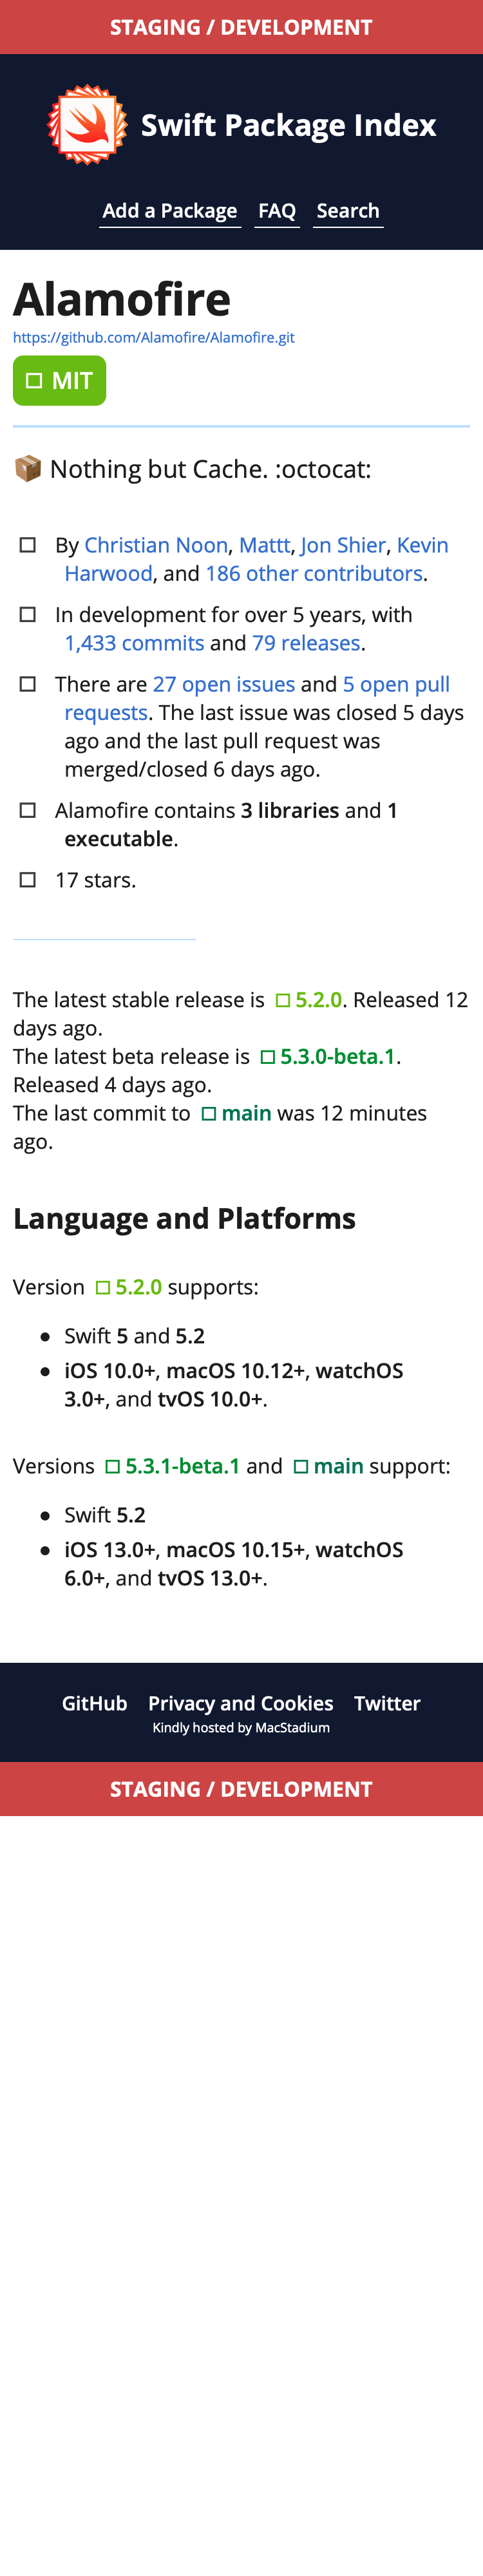 STAGING / DEVELOPMENT
Swift Package Index
Add a Package FAQ Search
Alamofire
https://github.com/Alamofire/Alamofire.git
□ MIT
📦 Nothing but Cache. :octocat:
□ By Christian Noon, Mattt, Jon Shier, Kevin
Harwood, and 186 other contributors.
□ In development for over 5 years, with
1,433 commits and 79 releases.
□ There are 27 open issues and 5 open pull
requests. The last issue was closed 5 days
ago and the last pull request was
merged/closed 6 days ago.
□ Alamofire contains 3 libraries and 1
executable.
□ 17 stars.
The latest stable release is □ 5.2.0. Released 12
days ago.
The latest beta release is □ 5.3.0-beta.1.
Released 4 days ago.
The last commit to □ main was 12 minutes
ago.
Language and Platforms
Version □ 5.2.0 supports:
• Swift 5 and 5.2
• iOS 10.0+, macOS 10.12+, watchOS
3.0+, and tvOS 10.0+.
Versions □ 5.3.1-beta.1 and □ main support:
• Swift 5.2
• iOS 13.0+, macOS 10.15+, watchOS
6.0+, and tvOS 13.0+.
GitHub Privacy and Cookies Twitter
Kindly hosted by MacStadium
STAGING / DEVELOPMENT